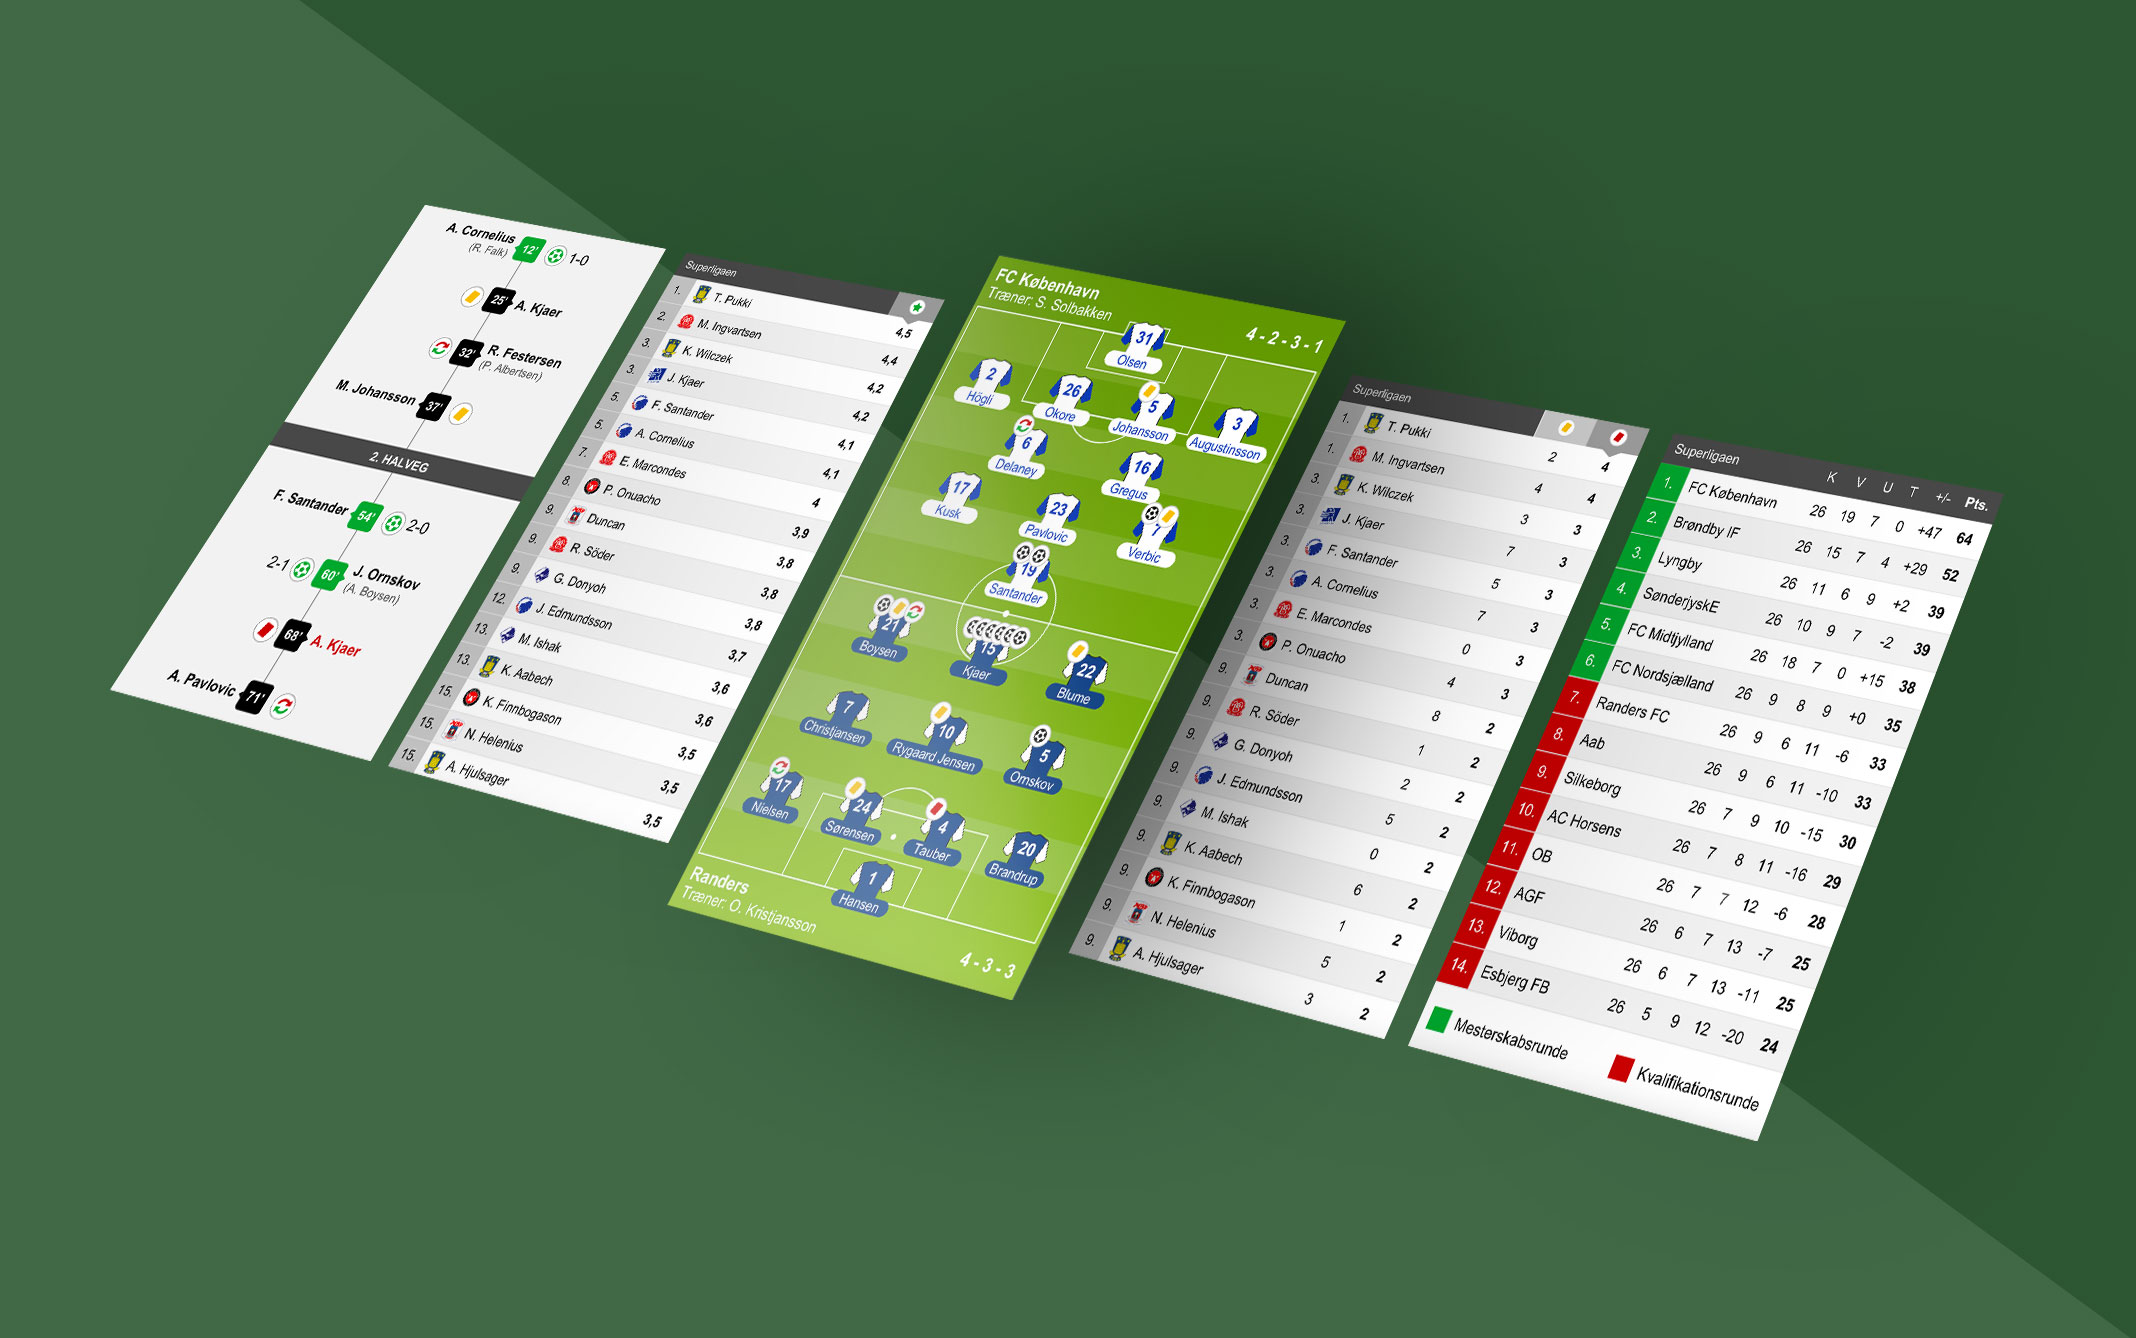 A. Cornelius
(R. Falk)
12'
1-0
25'
A. Kjaer
32'
R. Festersen
(P. Albertsen)
M. Johansson
37'
2. HALVEG
F. Santander
54'
2-0
2-1
60'
J. Ornskov
(A. Boysen)
68'
A. Kjaer
A. Pavlovic
71'
Superligaen
1. T. Pukki 4,5
2. M. Ingvartsen 4,4
3. K. Wilczek 4,2
3. J. Kjaer 4,2
5. F. Santander 4,1
5. A. Cornelius 4,1
7. E. Marcondes 4
8. P. Onuacho 3,9
9. Duncan 3,8
9. R. Söder 3,8
9. G. Donyoh 3,8
12. J. Edmundsson 3,7
13. M. Ishak 3,6
13. K. Aabech 3,6
15. K. Finnbogason 3,5
15. N. Helenius 3,5
15. A. Hjulsager 3,5
FC København
Træner: S. Solbakken
4 - 2 - 3 - 1
31
Olsen
2
Högli
26
Okore
5
Johansson
3
Augustinsson
6
Delaney
16
Gregus
17
Kusk
23
Pavlovic
7
Verbic
19
Santander
21
Boysen
15
Kjaer
22
Blume
7
Christjansen
10
Rygaard Jensen
5
Ornskov
17
Nielsen
24
Sørensen
4
Tauber
20
Brandrup
1
Hansen
Randers
Træner: O. Kristjansson
4 - 3 - 3
Superligaen
1. T. Pukki 2 4
1. M. Ingvartsen 4 4
3. K. Wilczek 3 3
3. J. Kjaer 7 3
3. F. Santander 5 3
3. A. Cornelius 7 3
3. E. Marcondes 0 3
3. P. Onuacho 4 3
9. Duncan 8 2
9. R. Söder 1 2
9. G. Donyoh 2 2
9. J. Edmundsson 5 2
9. M. Ishak 0 2
9. K. Aabech 6 2
9. K. Finnbogason 1 2
9. N. Helenius 5 2
9. A. Hjulsager 3 2
Superligaen K V U T +/- Pts.
1. FC København 26 19 7 0 +47 64
2. Brøndby IF 26 15 7 4 +29 52
3. Lyngby 26 11 6 9 +2 39
4. SønderjyskE 26 10 9 7 -2 39
5. FC Midtjylland 26 18 7 0 +15 38
6. FC Nordsjælland 26 9 8 9 +0 35
7. Randers FC 26 9 6 11 -6 33
8. Aab 26 9 6 11 -10 33
9. Silkeborg 26 7 9 10 -15 30
10. AC Horsens 26 7 8 11 -16 29
11. OB 26 7 7 12 -6 28
12. AGF 26 6 7 13 -7 25
13. Viborg 26 6 7 13 -11 25
14. Esbjerg FB 26 5 9 12 -20 24
Mesterskabsrunde
Kvalifikationsrunde